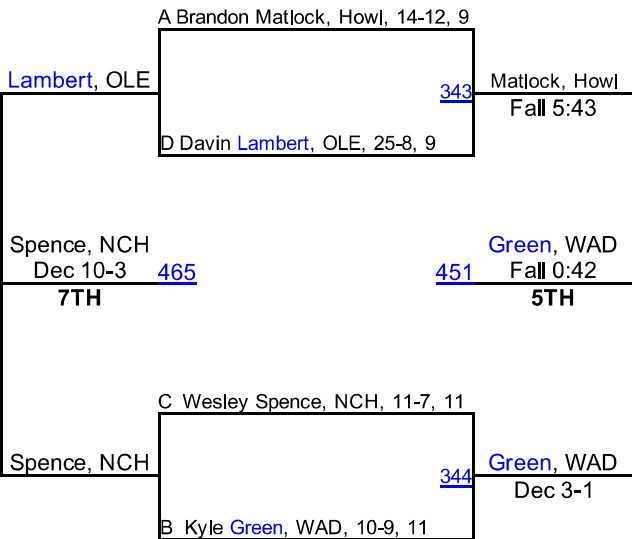 A Brandon Matlock, Howl, 14-12, 9
Lambert, OLE
343
Matlock, Howl
Fall 5:43
D Davin Lambert, OLE, 25-8, 9
Spence, NCH
Dec 10-3
465
7TH
Green, WAD
451
Fall 0:42
5TH
C Wesley Spence, NCH, 11-7, 11
Spence, NCH
344
Green, WAD
Dec 3-1
B Kyle Green, WAD, 10-9, 11